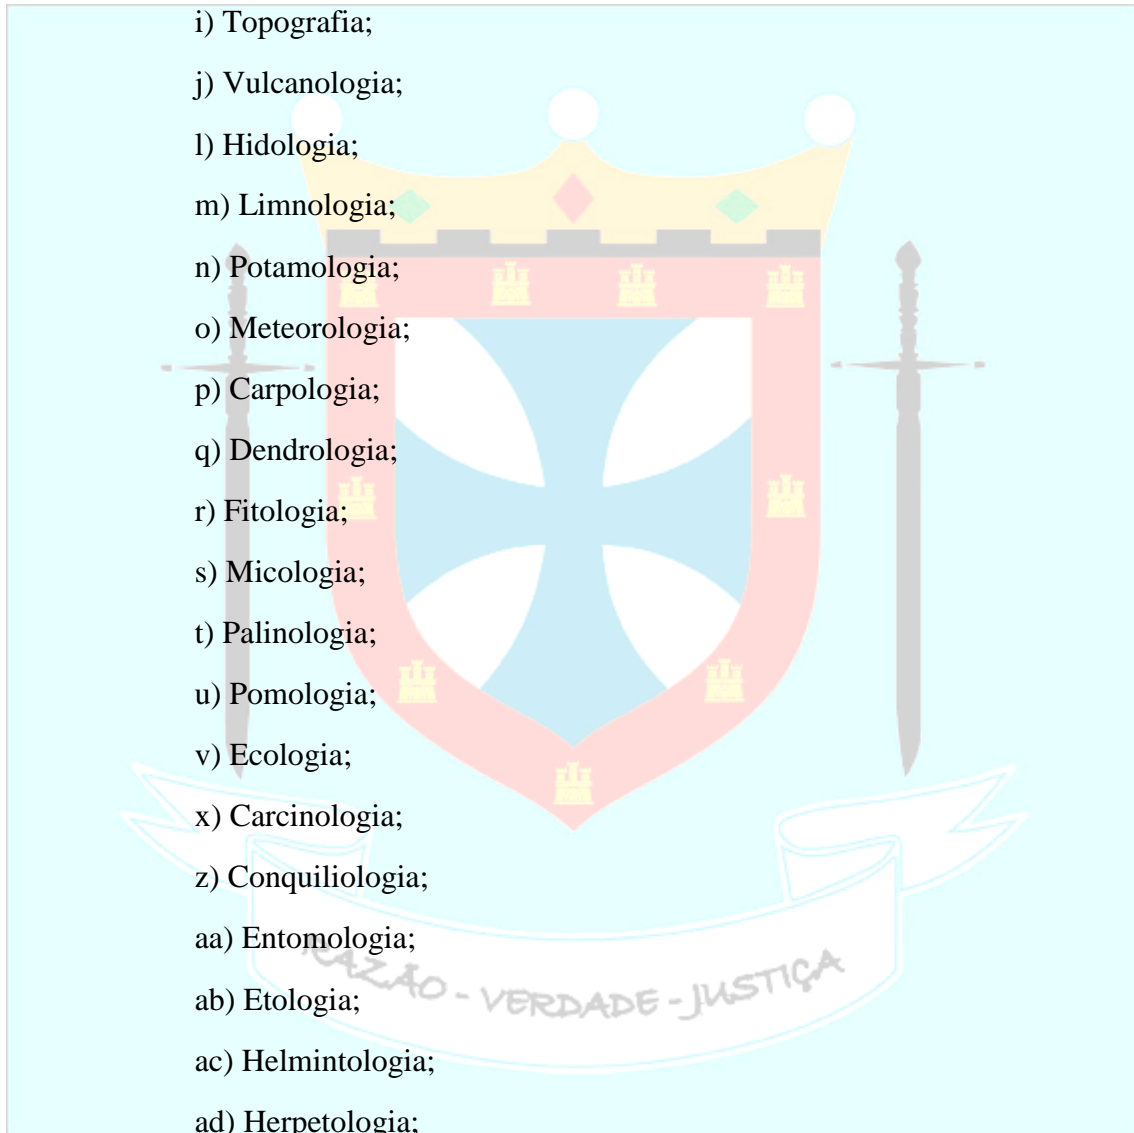 i) Topografia;
j) Vulcanologia;
l) Hidologia;
m) Limnologia;
n) Potamologia;
o) Meteorologia;
p) Carpologia;
q) Dendrologia;
r) Fitologia;
s) Micologia;
t) Palinologia;
u) Pomologia;
v) Ecologia;
x) Carcinologia;
z) Conquiliologia;
aa) Entomologia;
RAZÃO - VERDADE - JUSTIÇA
ab) Etologia;
ac) Helmintologia;
ad) Herpetologia;